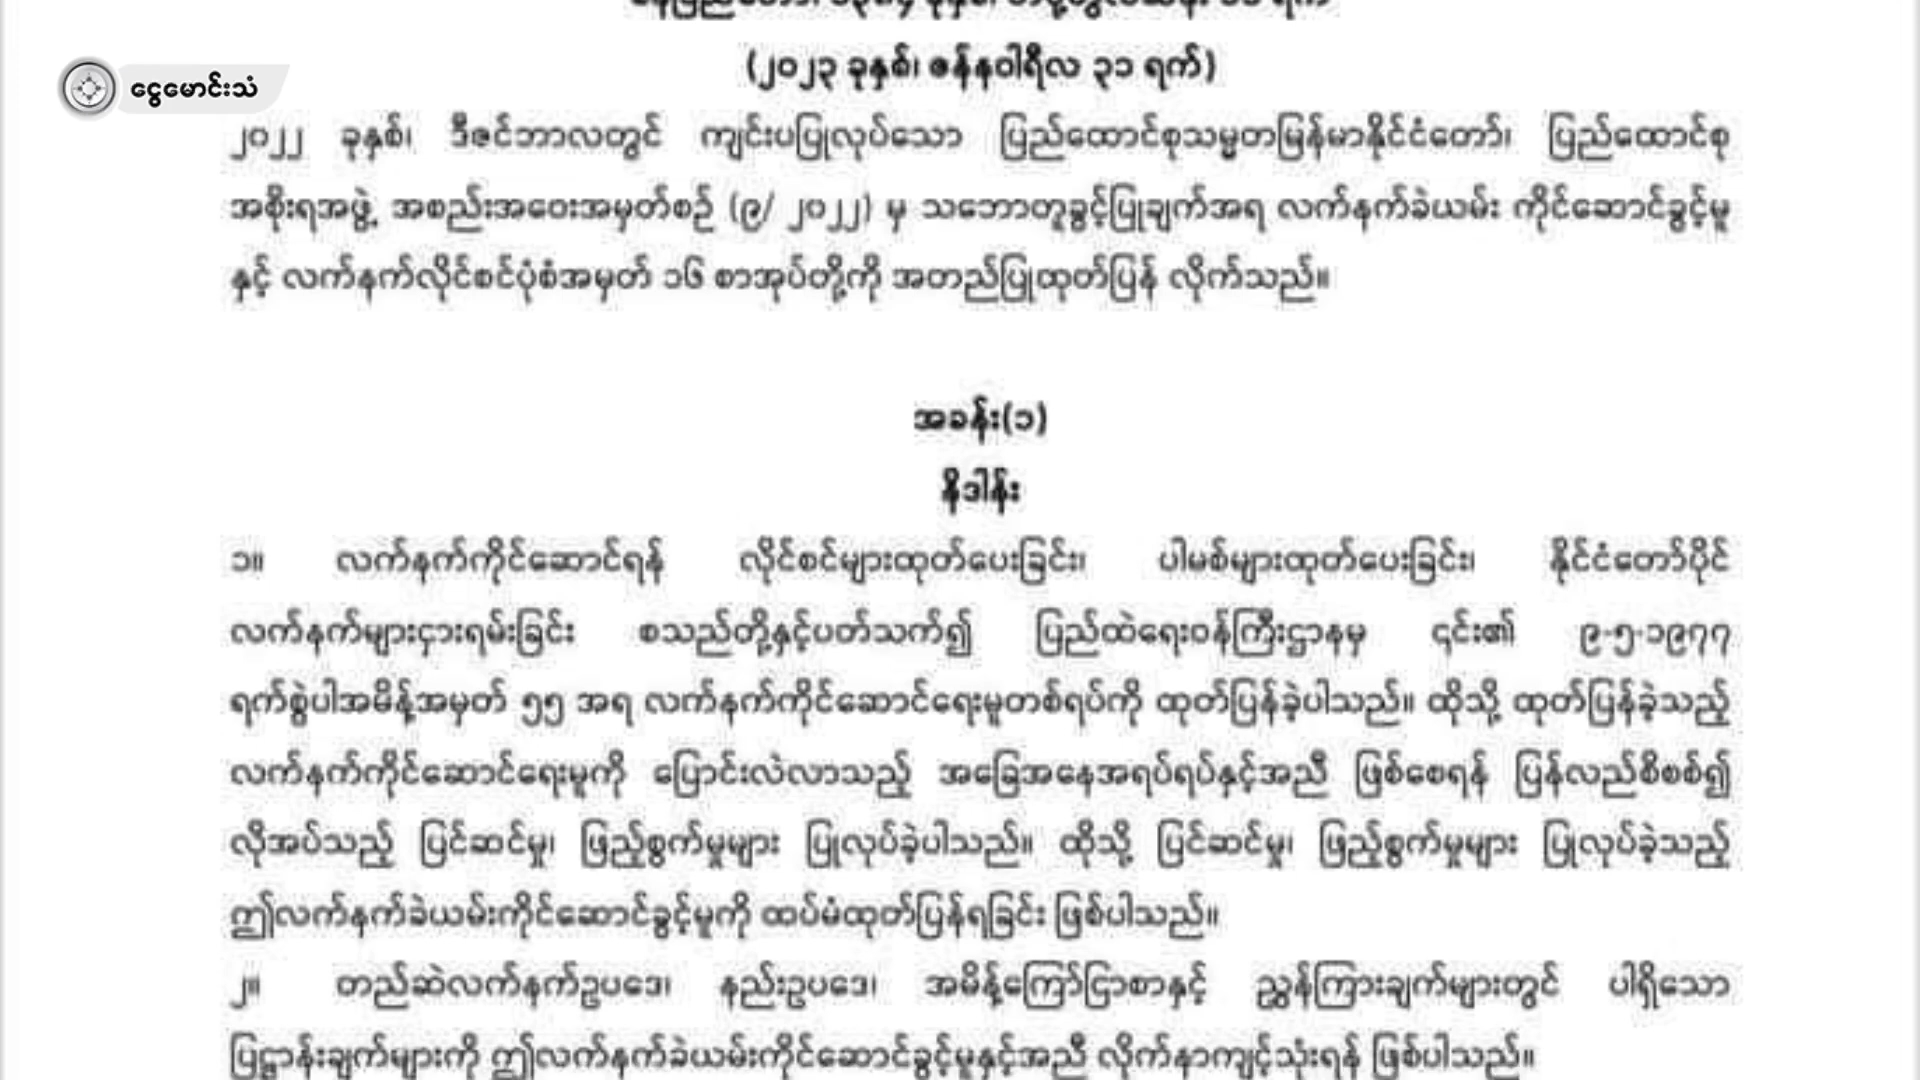 (၂၀၂၃ ခုနှစ်၊ ဇန်နဝါရီလ ၃၁ ရက်)
ငွေမောင်းသံ
၂၀၂၂ ခုနှစ်၊ ဒီဇင်ဘာလတွင် ကျင်းပပြုလုပ်သော ပြည်ထောင်စုသမ္မတမြန်မာနိုင်ငံတော်၊ ပြည်ထောင်စု
အစိုးရအဖွဲ့ အစည်းအဝေးအမှတ်စဉ် (၉/ ၂၀၂၂) မှ သဘောတူခွင့်ပြုချက်အရ လက်နက်ခဲယမ်း ကိုင်ဆောင်ခွင့်မူ
နှင့် လက်နက်လိုင်စင်ပုံစံအမှတ် ၁၆ စာအုပ်တို့ကို အတည်ပြုထုတ်ပြန် လိုက်သည်။
အခန်း(၁)
နိဒါန်း
၁။ လက်နက်ကိုင်ဆောင်ရန် လိုင်စင်များထုတ်ပေးခြင်း၊ ပါမစ်များထုတ်ပေးခြင်း၊ နိုင်ငံတော်ပိုင်
လက်နက်များငှားရမ်းခြင်း စသည်တို့နှင့်ပတ်သက်၍ ပြည်ထဲရေးဝန်ကြီးဌာနမှ ၎င်း၏ ၉-၅-၁၉၇၇
ရက်စွဲပါအမိန့်အမှတ် ၅၅ အရ လက်နက်ကိုင်ဆောင်ရေးမူတစ်ရပ်ကို ထုတ်ပြန်ခဲ့ပါသည်။ ထိုသို့ ထုတ်ပြန်ခဲ့သည့်
လက်နက်ကိုင်ဆောင်ရေးမူကို ပြောင်းလဲလာသည့် အခြေအနေအရပ်ရပ်နှင့်အညီ ဖြစ်စေရန် ပြန်လည်စိစစ်၍
လိုအပ်သည့် ပြင်ဆင်မှု၊ ဖြည့်စွက်မှုများ ပြုလုပ်ခဲ့ပါသည်။ ထိုသို့ ပြင်ဆင်မှု၊ ဖြည့်စွက်မှုများ ပြုလုပ်ခဲ့သည့်
ဤလက်နက်ခဲယမ်းကိုင်ဆောင်ခွင့်မူကို ထပ်မံထုတ်ပြန်ရခြင်း ဖြစ်ပါသည်။
၂။ တည်ဆဲလက်နက်ဥပဒေ၊ နည်းဥပဒေ၊ အမိန့်ကြော်ငြာစာနှင့် ညွှန်ကြားချက်များတွင် ပါရှိသော
ပြဋ္ဌာန်းချက်များကို ဤလက်နက်ခဲယမ်းကိုင်ဆောင်ခွင့်မူနှင့်အညီ လိုက်နာကျင့်သုံးရန် ဖြစ်ပါသည်။